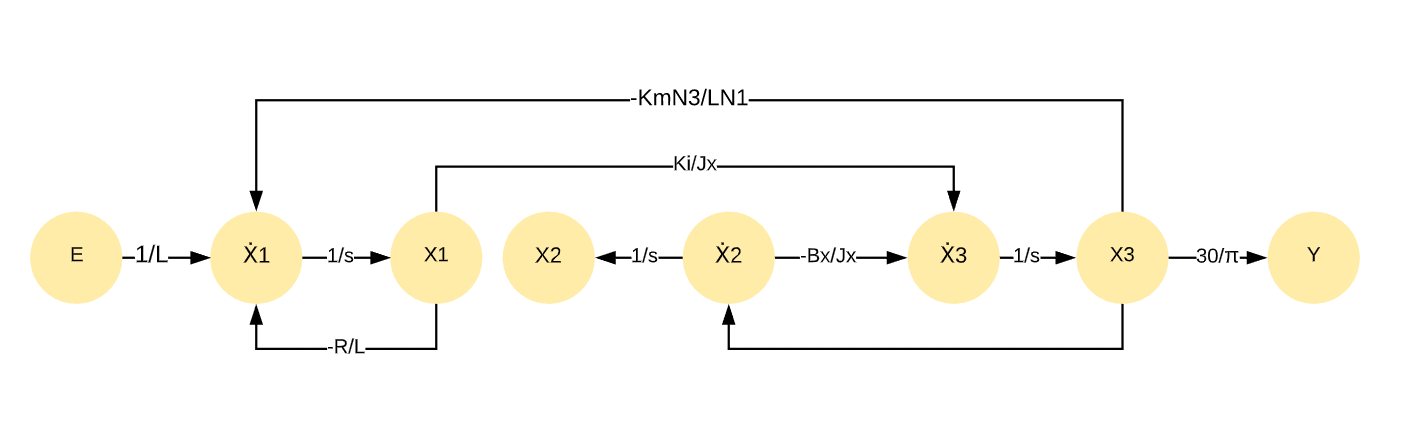 -KmN3/LN1
Ki/Jx
E
1/L
Ẋ1
1/s
X1
X2
1/s
Ẋ2
-Bx/Jx
Ẋ3
1/s
X3
30/π
Y
-R/L